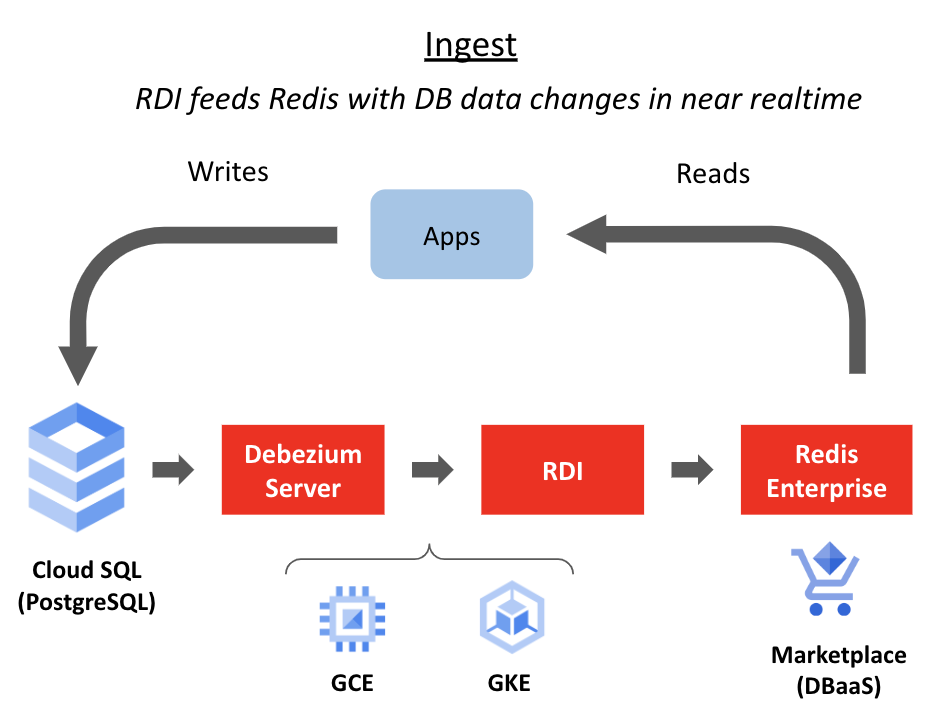 Ingest
RDI feeds Redis with DB data changes in near realtime
Writes
Reads
Apps
Debezium
Server
RDI
Redis
Enterprise
Cloud SQL
(PostgreSQL)
GCE
GKE
Marketplace
(DBaaS)